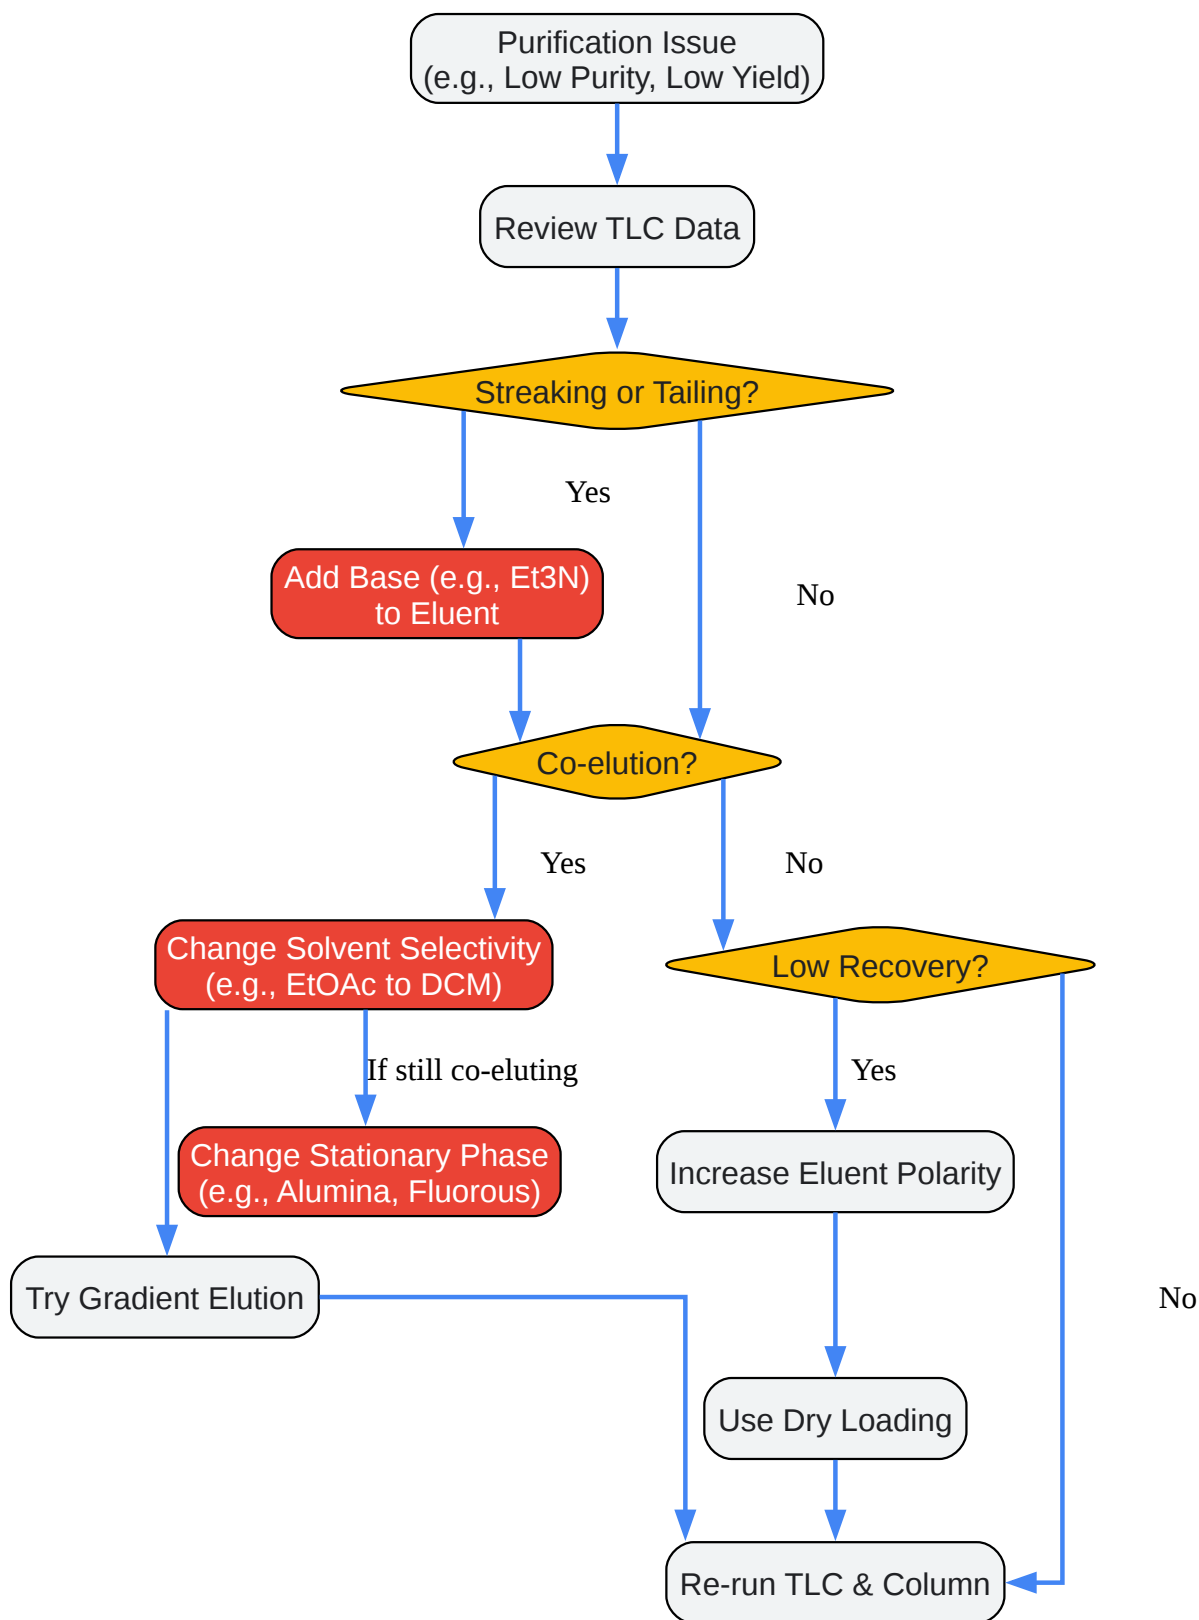 Purification Issue
(e.g., Low Purity, Low Yield)
Review TLC Data
Streaking or Tailing?
Yes
Add Base (e.g., Et3N)
to Eluent
No
Co-elution?
Yes
No
Change Solvent Selectivity
(e.g., EtOAc to DCM)
Low Recovery?
If still co-eluting
Yes
Change Stationary Phase
(e.g., Alumina, Fluorous)
Increase Eluent Polarity
Try Gradient Elution
No
Use Dry Loading
Re-run TLC & Column